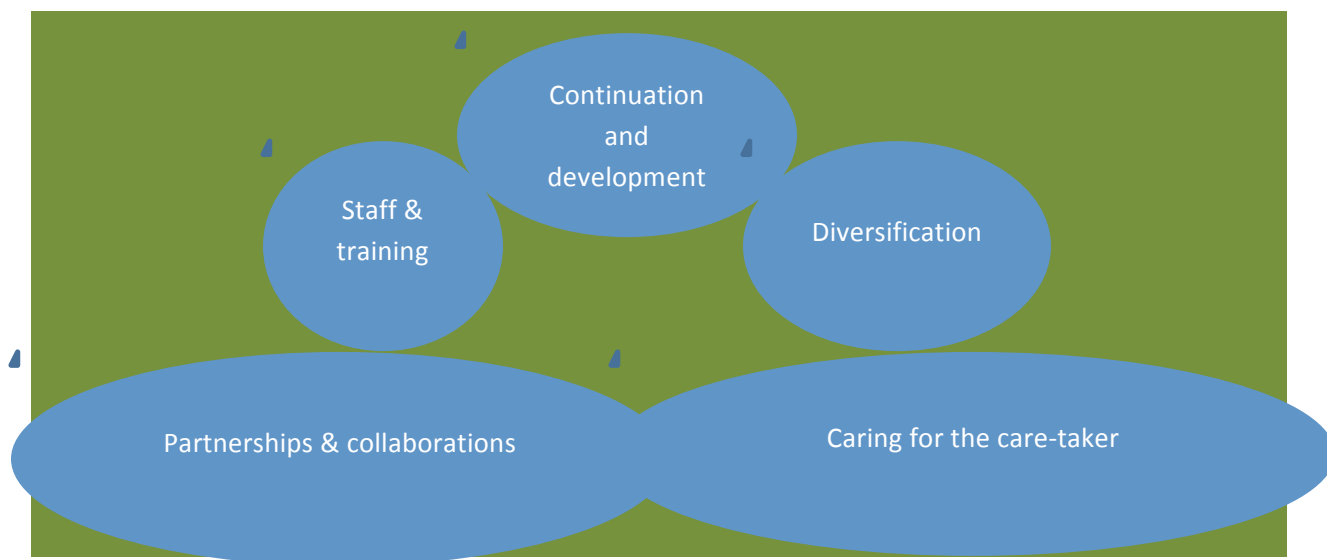 Continuation
and
development
Staff &
training
Diversification
Partnerships & collaborations
Caring for the care-taker